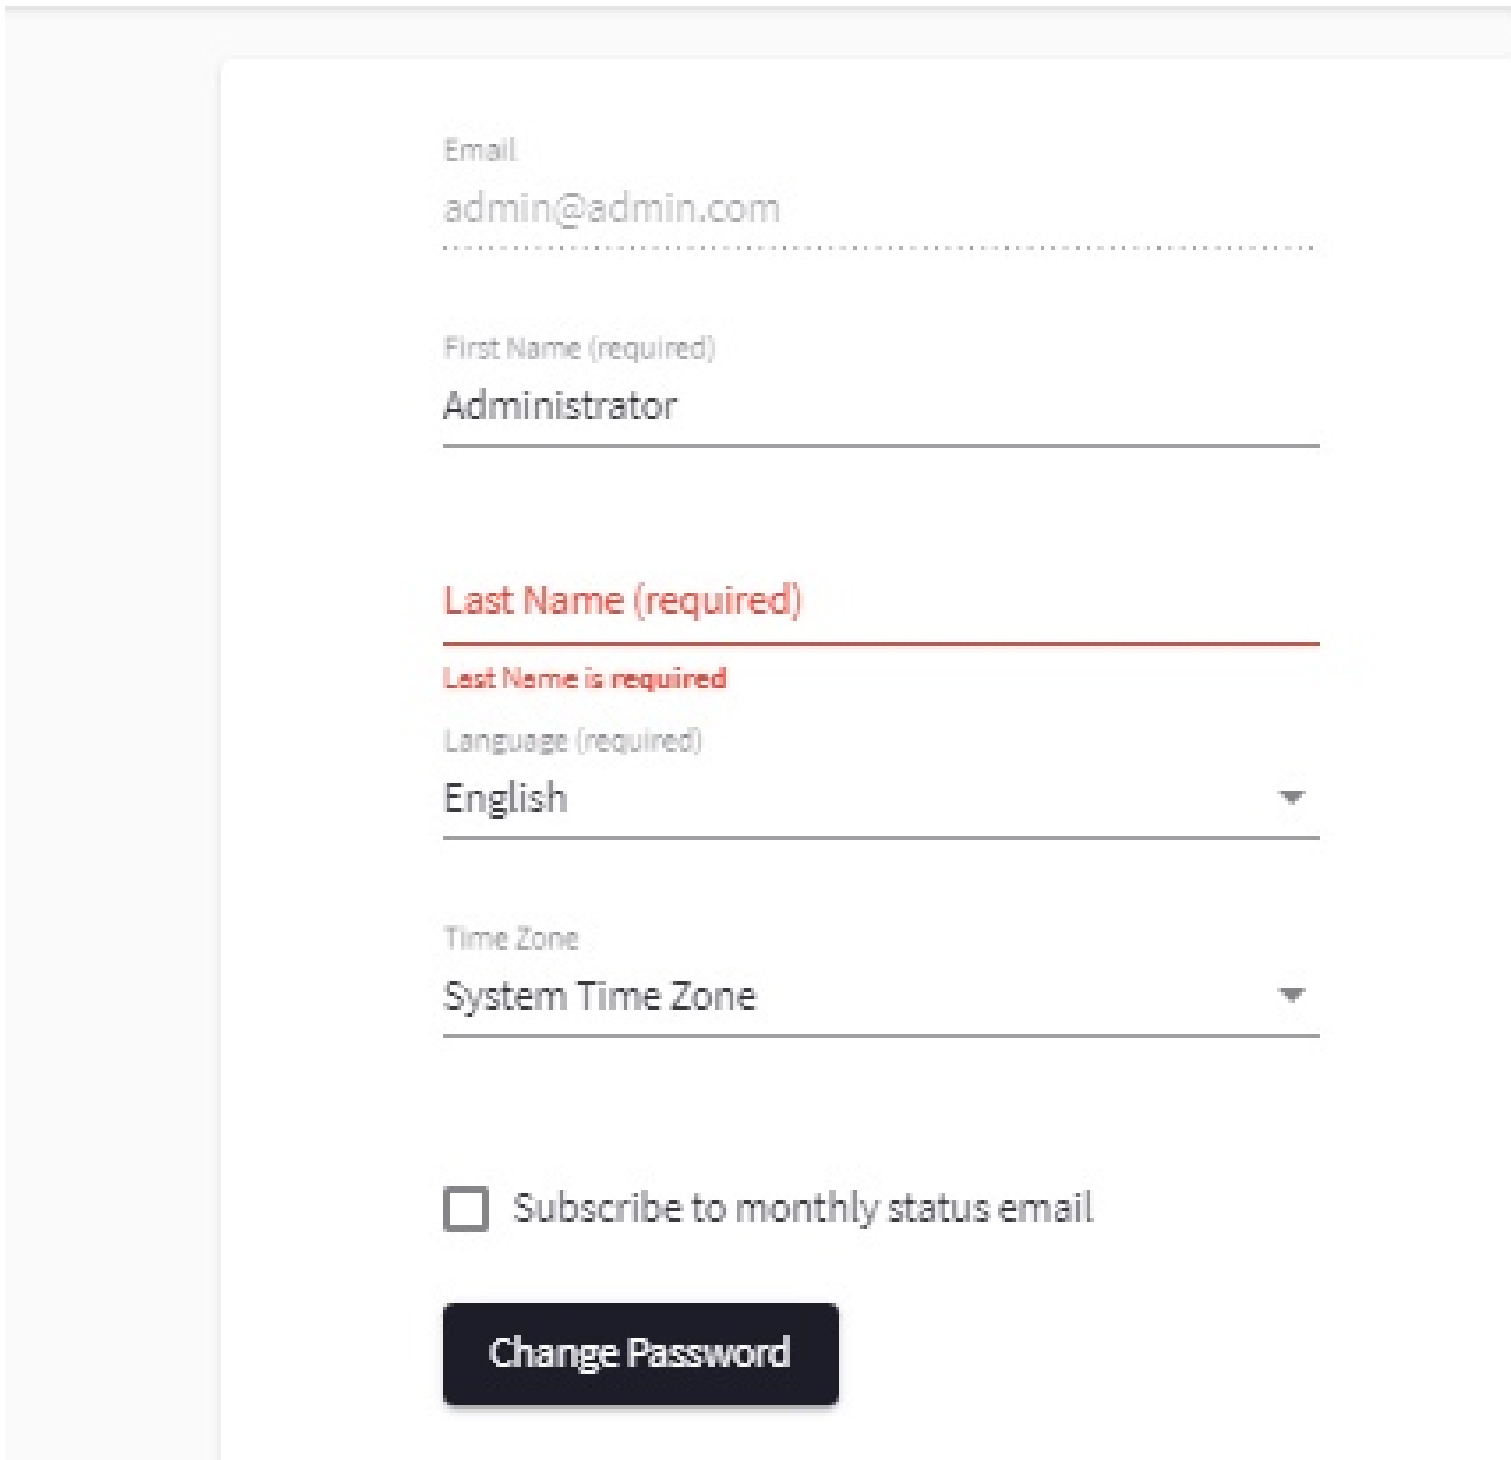 Email
admin@admin.com
First Name (required)
Administrator
Last Name (required)
Last Name is required
Language (required)
English
Time Zone
System Time Zone
Subscribe to monthly status email
Change Password